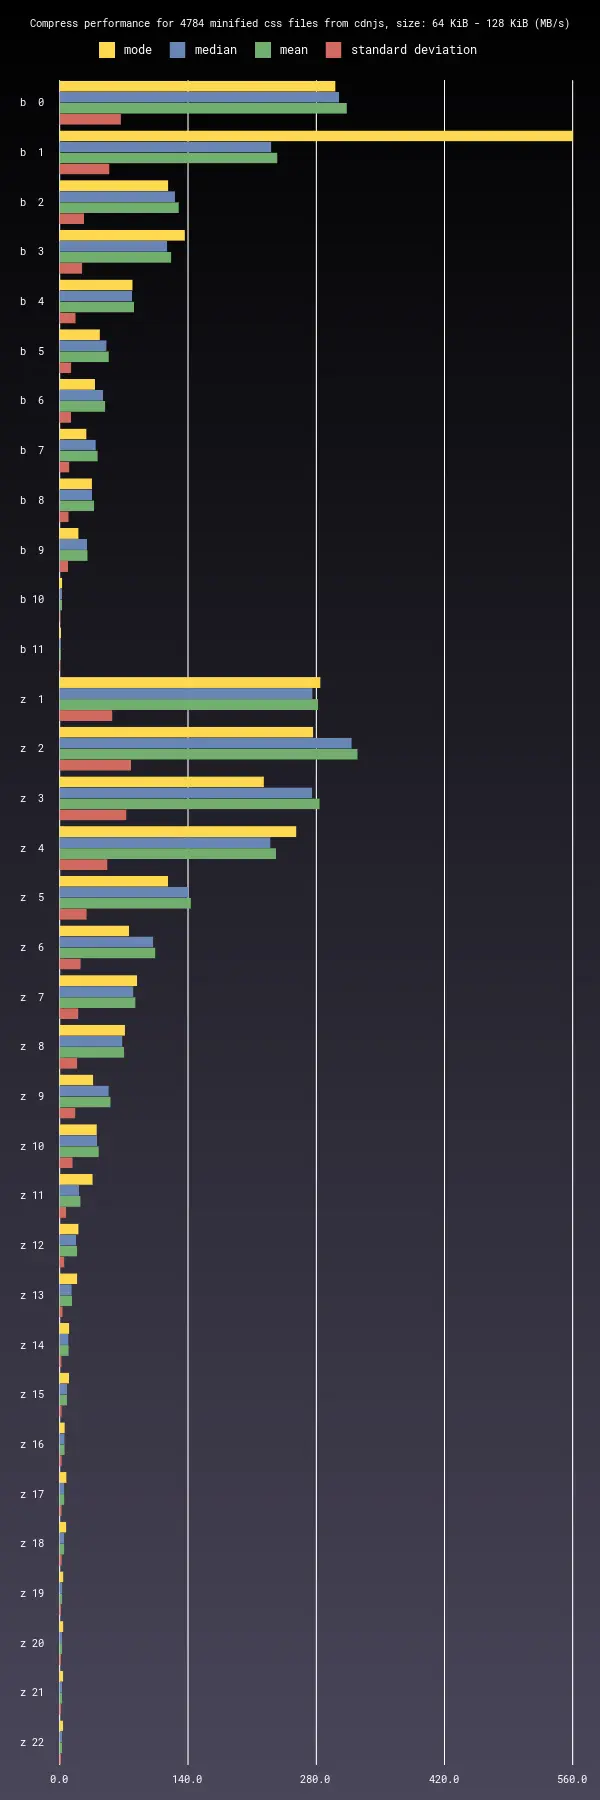 Compress performance for 4784 minified css files from cdnjs, size: 64 KiB - 128 KiB (MB/s)
mode median mean standard deviation
b 0
b 1
b 2
b 3
b 4
b 5
b 6
b 7
b 8
b 9
b 10
b 11
z 1
z 2
z 3
z 4
z 5
z 6
z 7
z 8
z 9
z 10
z 11
z 12
z 13
z 14
z 15
z 16
z 17
z 18
z 19
z 20
z 21
z 22
0.0 140.0 280.0 420.0 560.0